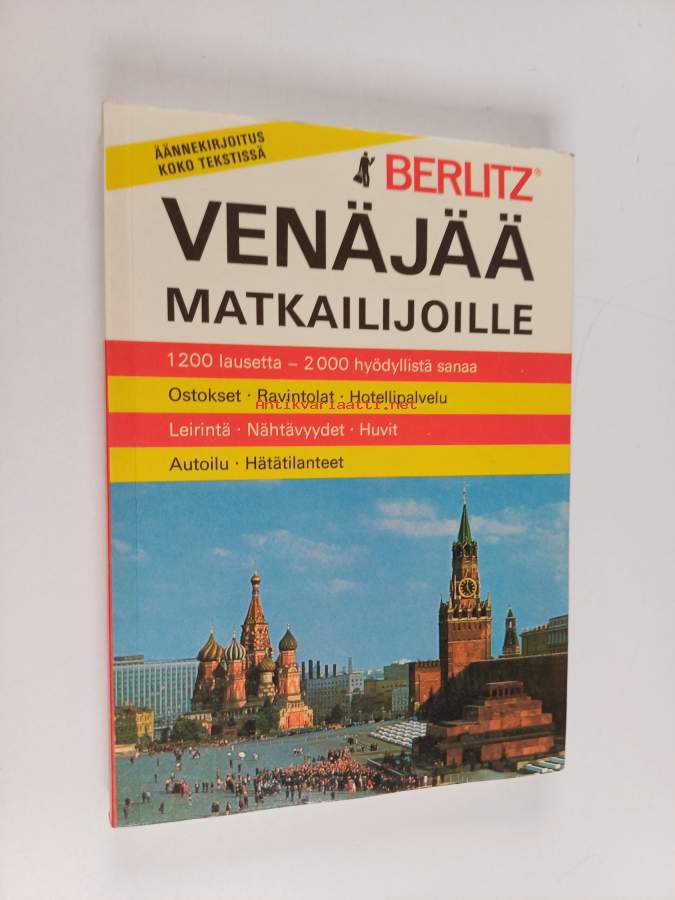 ÄÄNNEKIRJOITUS
KOKO TEKSTISSÄ
BERLITZ®
VENÄJÄÄ
MATKAILIJOILLE
1200 lausetta – 2000 hyödyllistä sanaa
Ostokset · Ravintolat · Hotellipalvelu
Antikvariaatti.net
Leirintä · Nähtävyydet · Huvit
Autoilu · Hätätilanteet